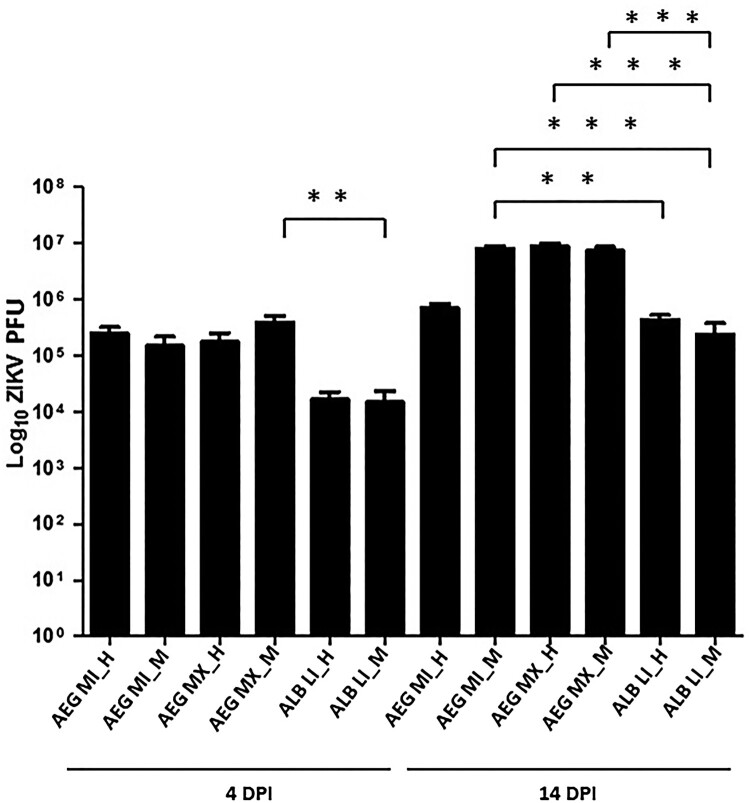 * * *
* * *
* * *
* *
* *
Log10 ZIKV PFU
10^8
10^7
10^6
10^5
10^4
10^3
10^2
10^1
10^0
AEG MI_H
AEG MI_M
AEG MX_H
AEG MX_M
ALB LI_H
ALB LI_M
AEG MI_H
AEG MI_M
AEG MX_H
AEG MX_M
ALB LI_H
ALB LI_M
4 DPI
14 DPI